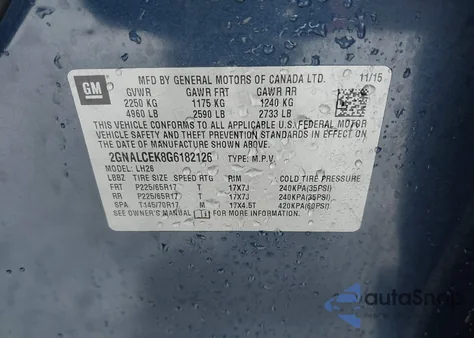 GM
MFD BY GENERAL MOTORS OF CANADA LTD. 11/15
GVWR GAWR FRT GAWR RR
2250 KG 1175 KG 1240 KG
4960 LB 2590 LB 2733 LB
THIS VEHICLE CONFORMS TO ALL APPLICABLE U.S. FEDERAL MOTOR
VEHICLE SAFETY, BUMPER, AND THEFT PREVENTION
STANDARDS IN EFFECT ON
THE DATE OF MANUFACTURE SHOWN ABOVE.
2GNALCEK8G6182126 TYPE: M.P.V.
MODEL: LH26
LBBZ TIRE SIZE SPEED RTG RIM COLD TIRE PRESSURE
FRT P225/65R17 T 17X7J 240KPA(35PSI)
RR P225/65R17 T 17X7J 240KPA(35PSI)
SPA T145/70R17 M 17X4.5T 420KPA(60PSI)
SEE OWNER'S MANUAL FOR ADDITIONAL INFORMATION.
autoSnap